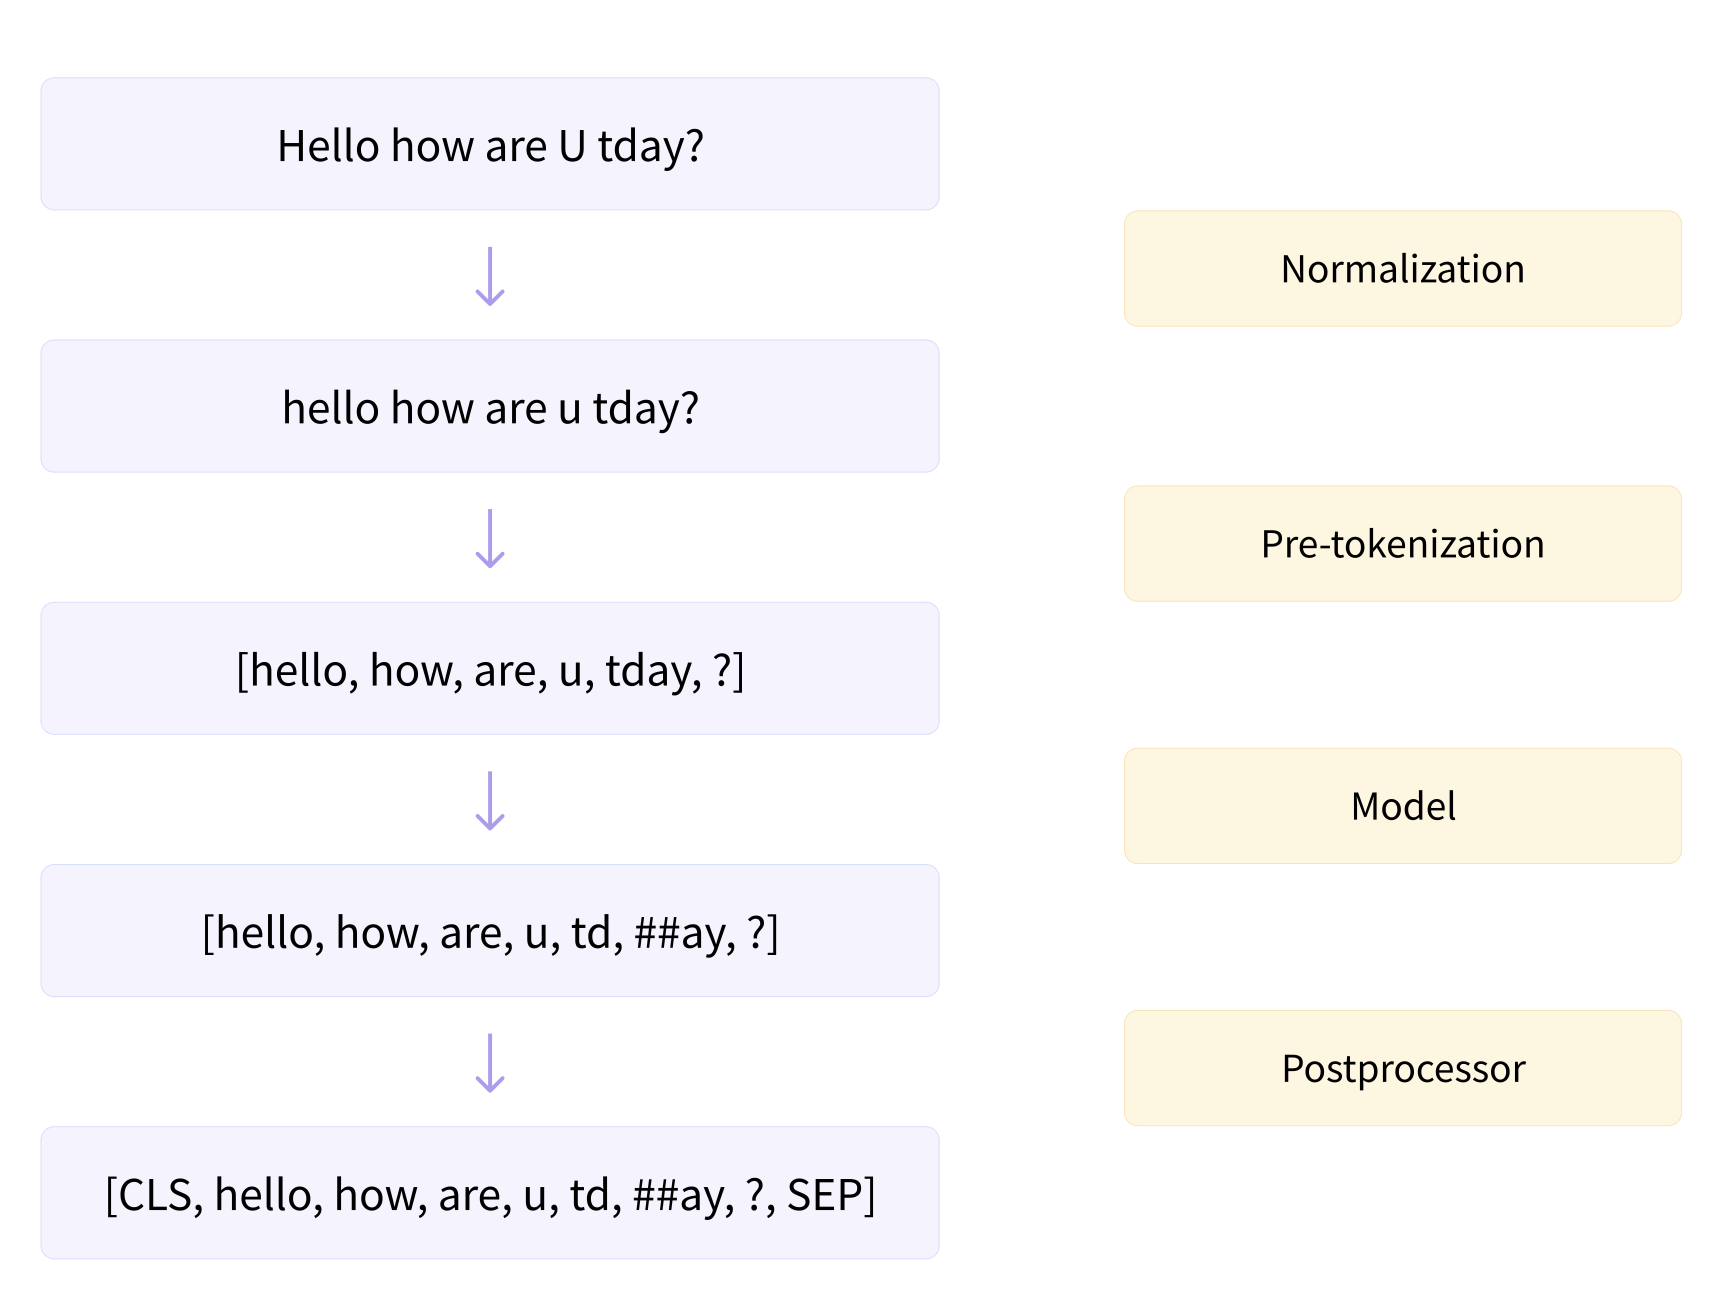 Hello how are U tday?
Normalization
hello how are u tday?
Pre-tokenization
[hello, how, are, u, tday, ?]
Model
[hello, how, are, u, td, ##ay, ?]
Postprocessor
[CLS, hello, how, are, u, td, ##ay, ?, SEP]